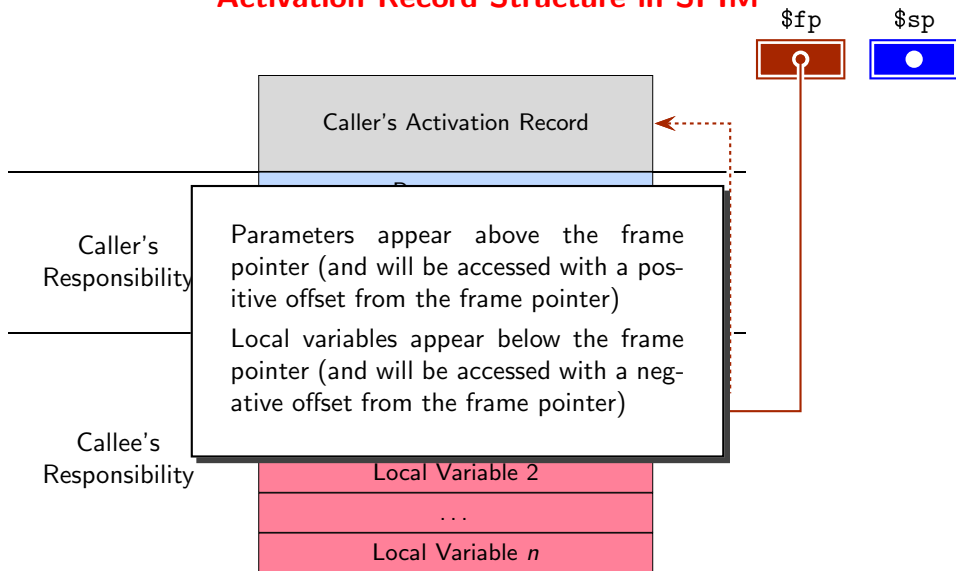 Activation Record Structure in SPIM
$fp
$sp
Caller's Activation Record
Caller's
Responsibility
Parameters appear above the frame
pointer (and will be accessed with a pos-
itive offset from the frame pointer)
Local variables appear below the frame
pointer (and will be accessed with a neg-
ative offset from the frame pointer)
Callee's
Responsibility
Local Variable 2
...
Local Variable n